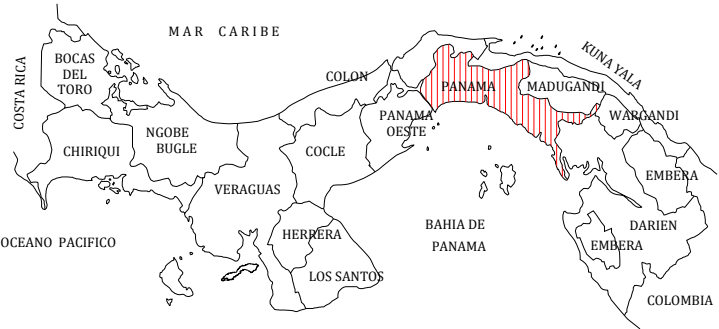 MAR CARIBE
COSTA RICA
BOCAS
DEL
TORO
COLON
KUNA YALA
PANAMA
MADUGANDI
PANAMA
OESTE
WARGANDI
NGOBE
BUGLE
CHIRIQUI
COCLE
VERAGUAS
EMBERA
HERRERA
BAHIA DE
PANAMA
DARIEN
EMBERA
OCEANO PACIFICO
LOS SANTOS
COLOMBIA